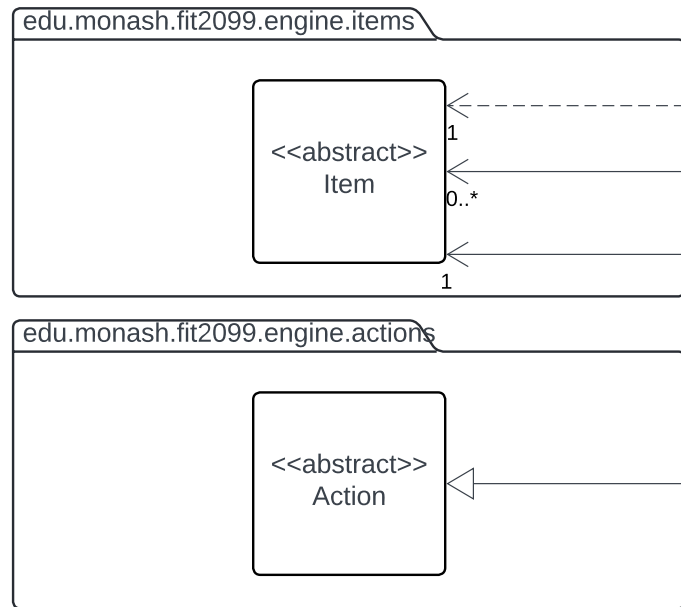 edu.monash.fit2099.engine.items
<<abstract>>
Item
1
0..*
1
edu.monash.fit2099.engine.actions
<<abstract>>
Action